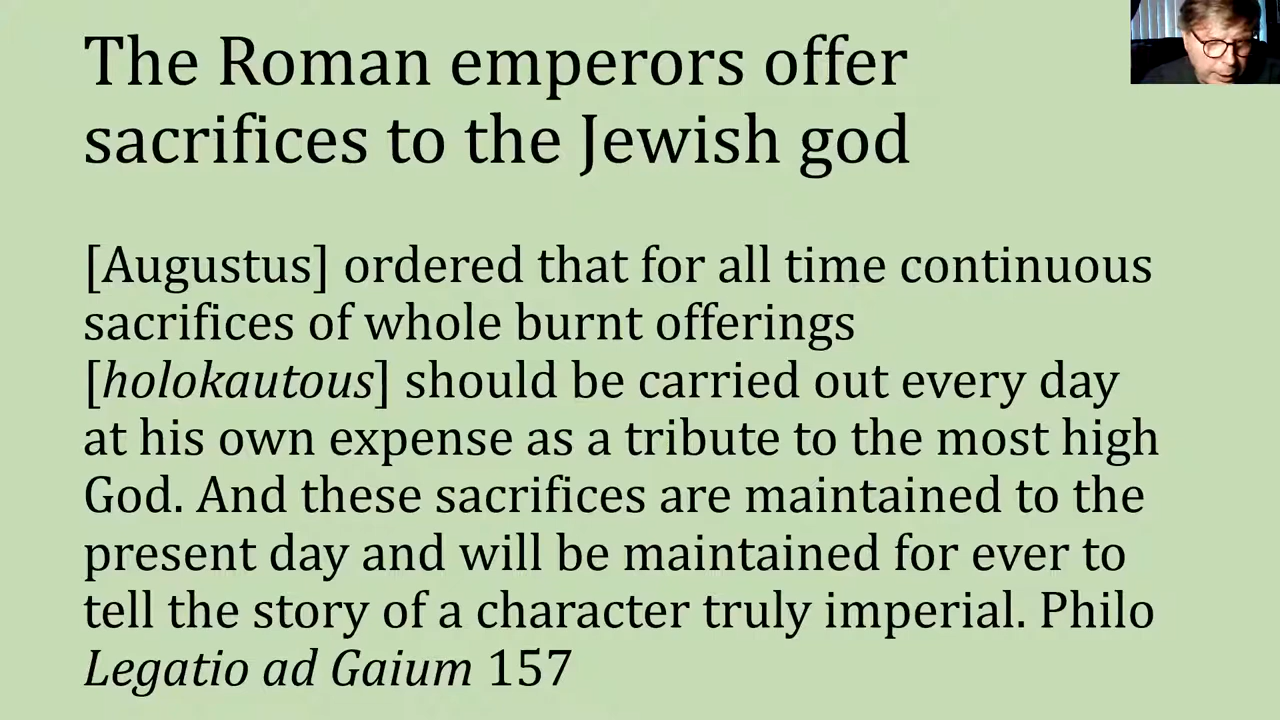 The Roman emperors offer
sacrifices to the Jewish god
[Augustus] ordered that for all time continuous
sacrifices of whole burnt offerings
[holokautous] should be carried out every day
at his own expense as a tribute to the most high
God. And these sacrifices are maintained to the
present day and will be maintained for ever to
tell the story of a character truly imperial. Philo
Legatio ad Gaium 157